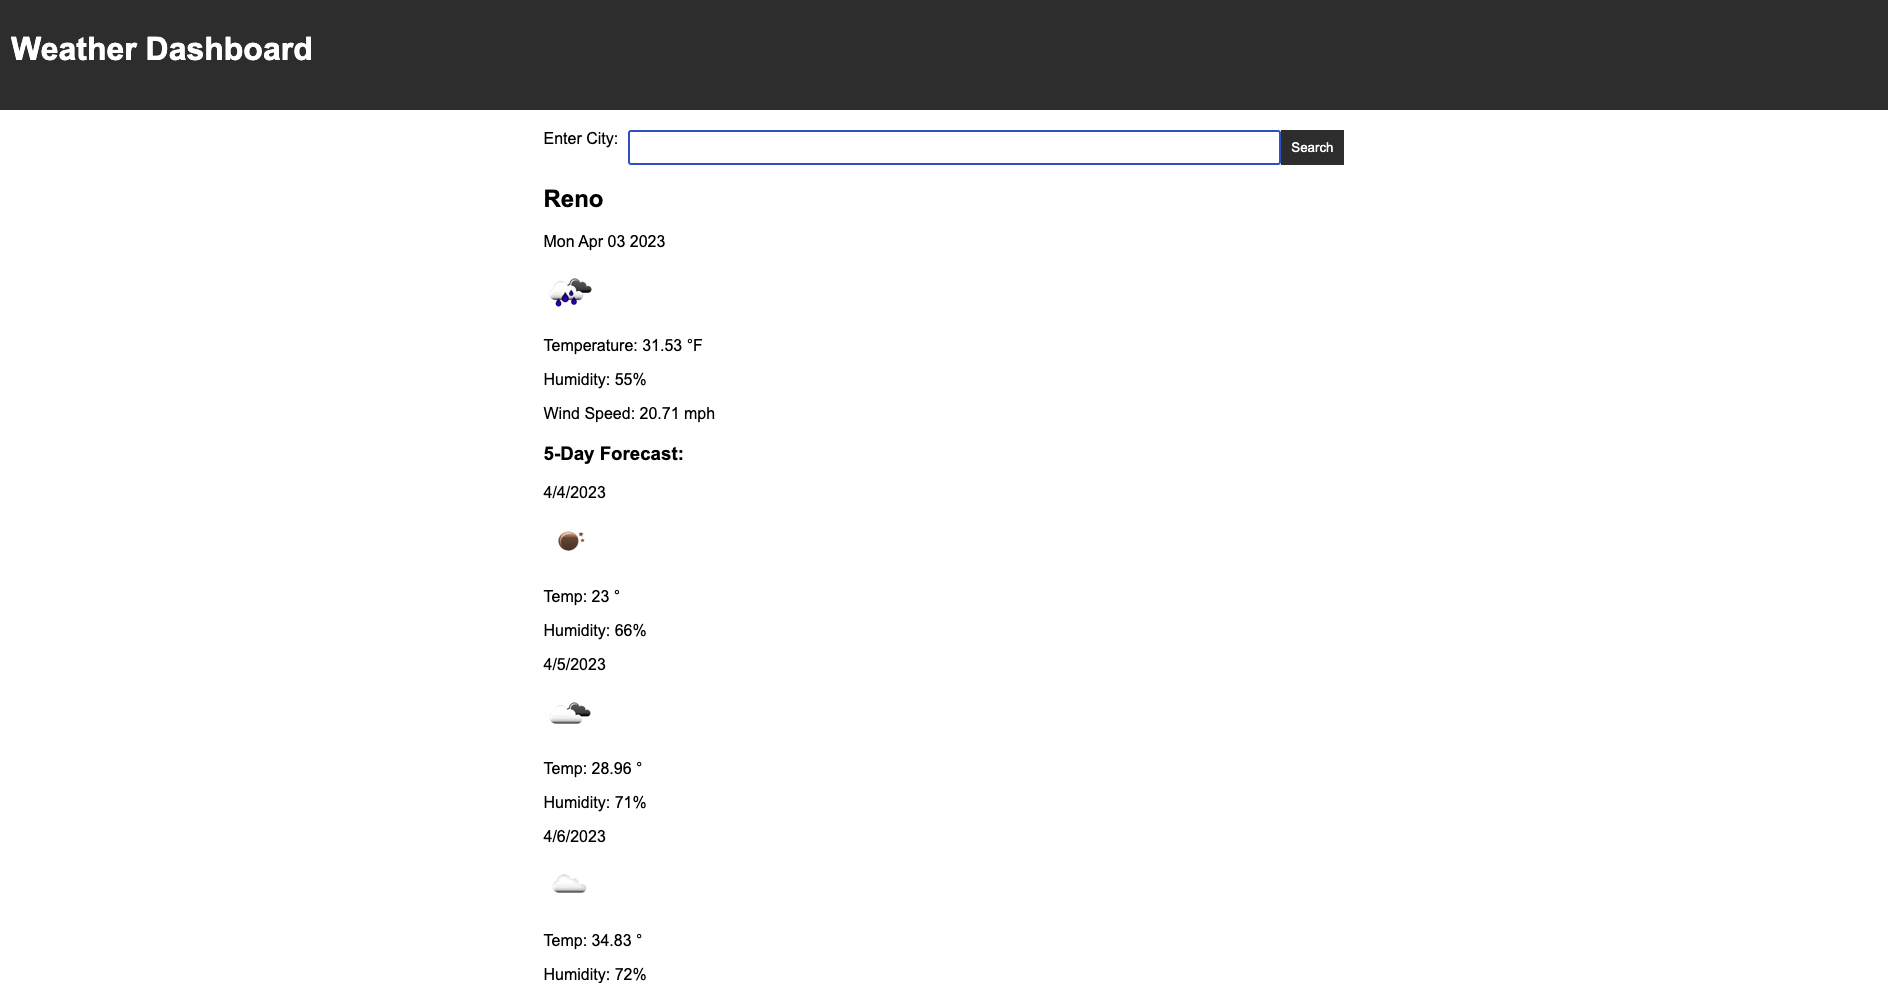 Weather Dashboard
Enter City:
Search
Reno
Mon Apr 03 2023
Temperature: 31.53 °F
Humidity: 55%
Wind Speed: 20.71 mph
5-Day Forecast:
4/4/2023
Temp: 23 °
Humidity: 66%
4/5/2023
Temp: 28.96 °
Humidity: 71%
4/6/2023
Temp: 34.83 °
Humidity: 72%